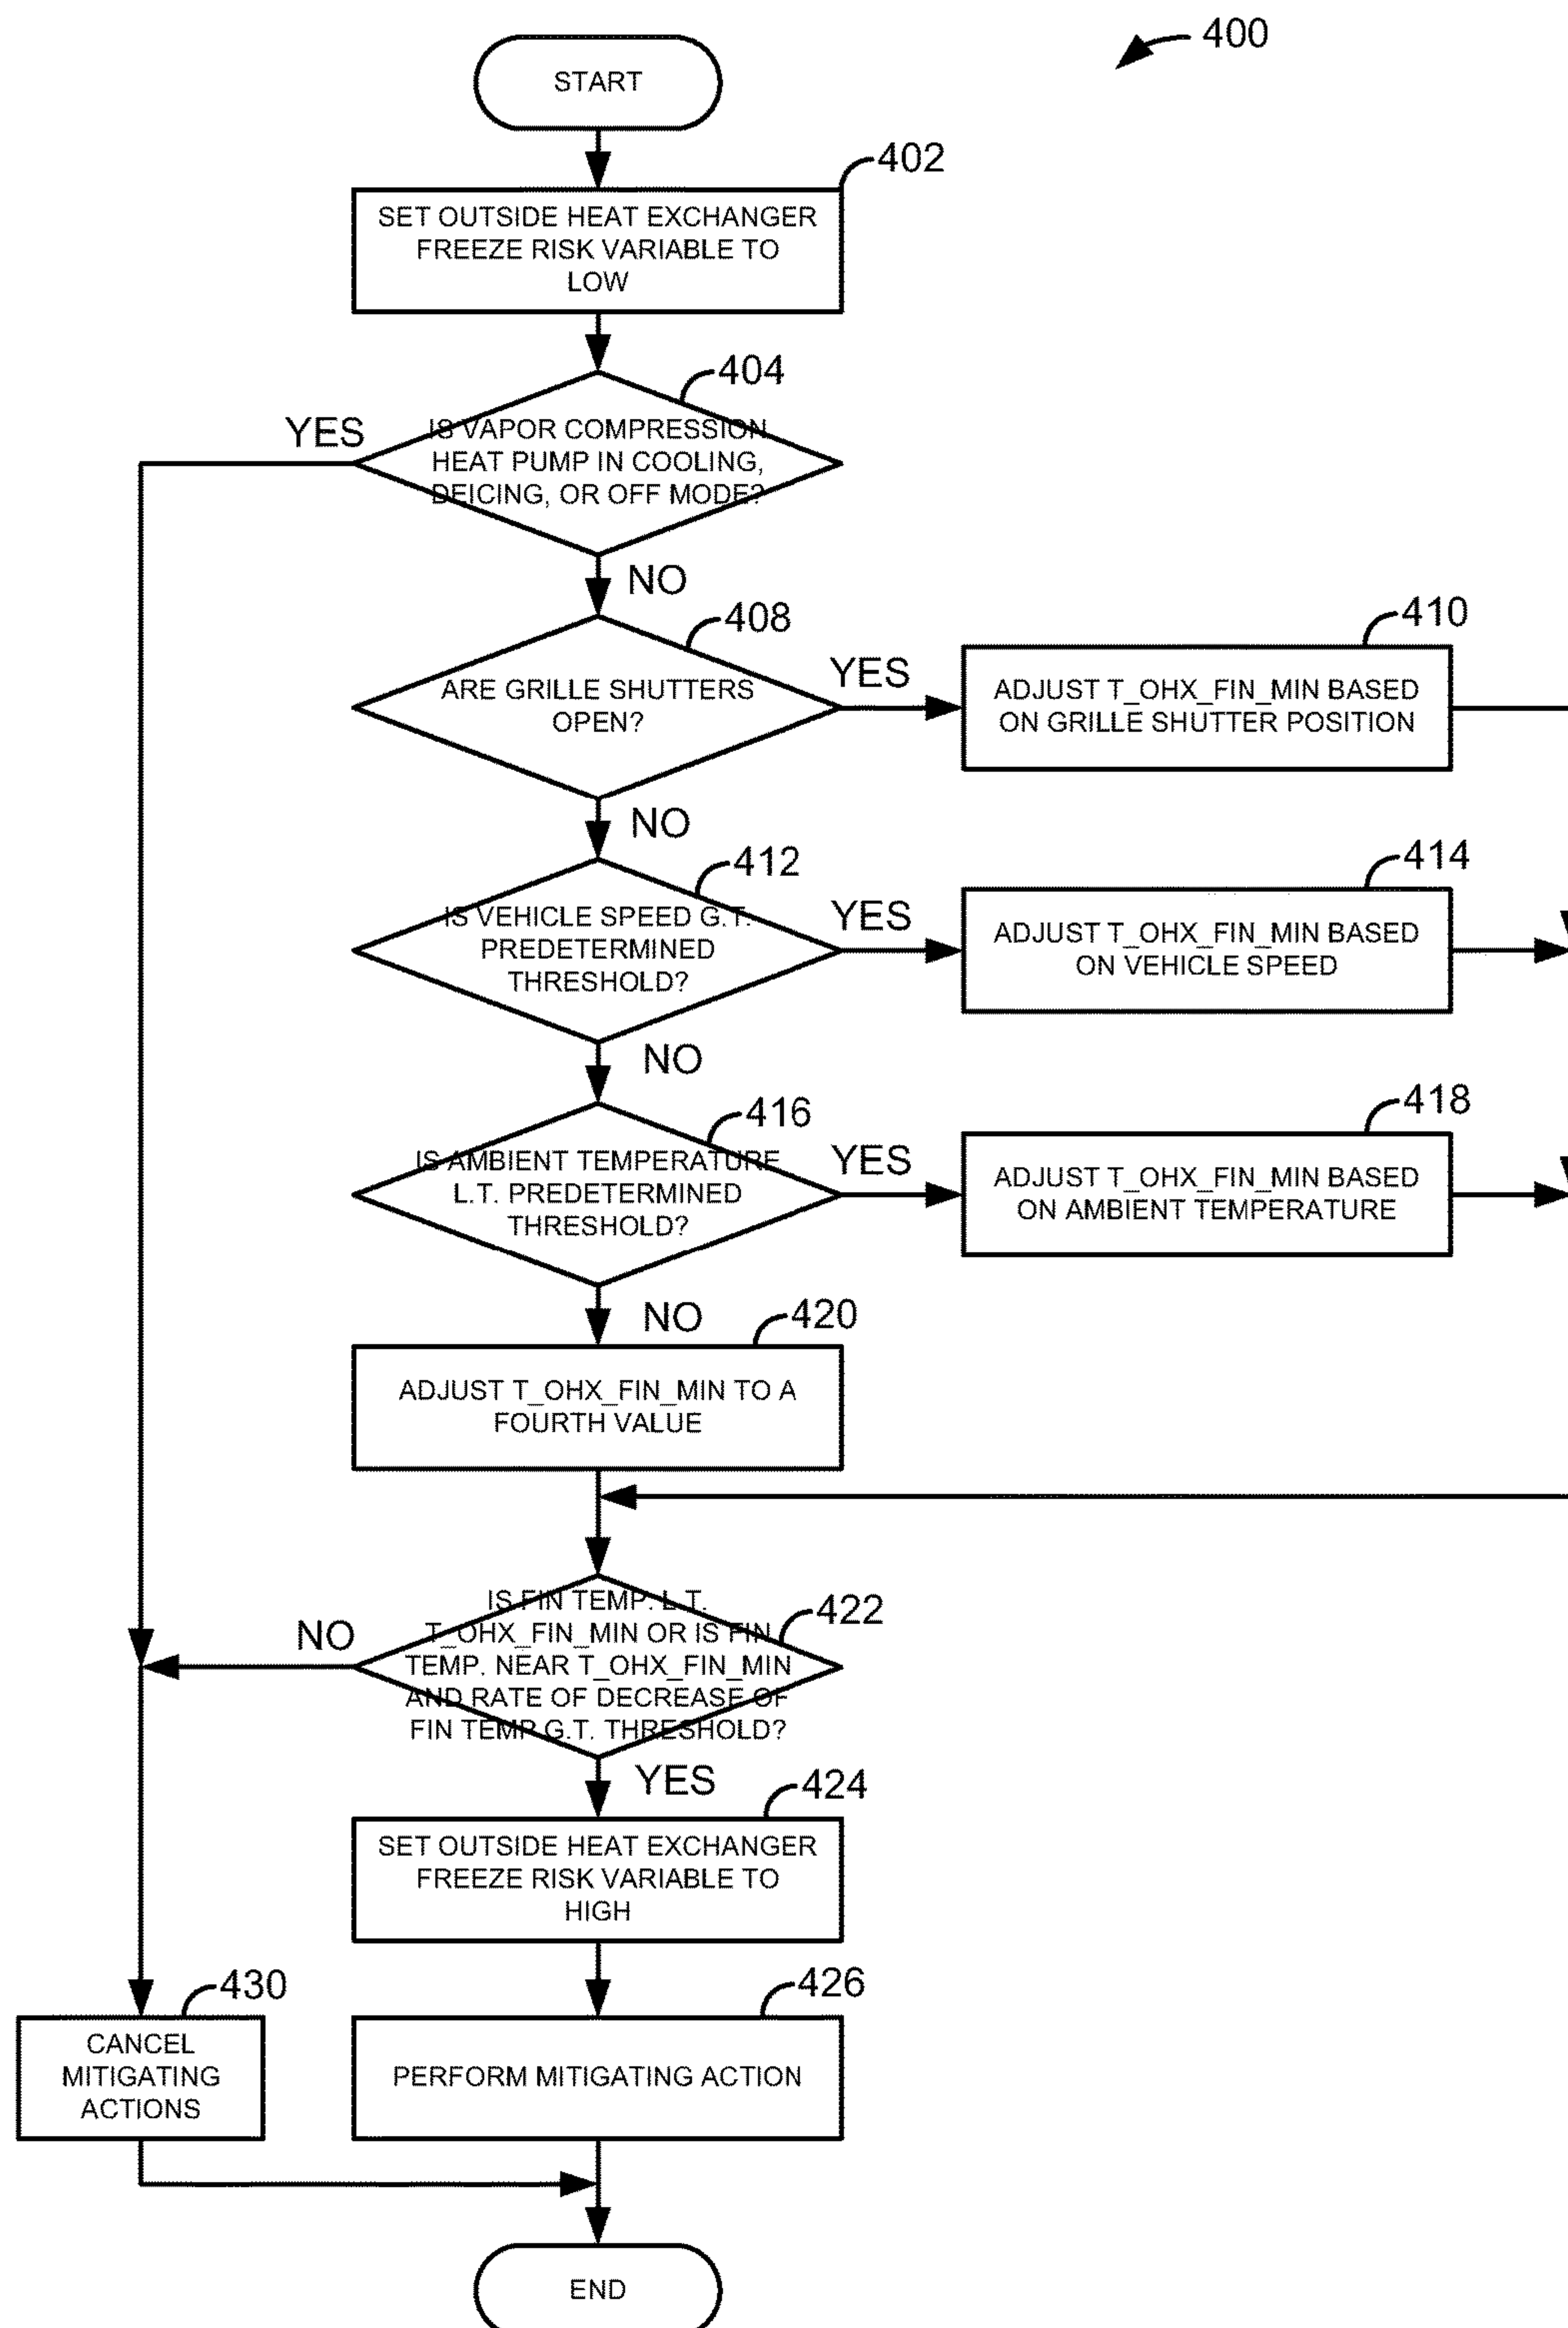 400
START
402
SET OUTSIDE HEAT EXCHANGER
FREEZE RISK VARIABLE TO
LOW
404
YES
IS VAPOR COMPRESSION
HEAT PUMP IN COOLING,
DEICING, OR OFF MODE?
NO
408
410
ARE GRILLE SHUTTERS
OPEN?
YES
ADJUST T_OHX_FIN_MIN BASED
ON GRILLE SHUTTER POSITION
NO
412
414
IS VEHICLE SPEED G.T.
PREDETERMINED
THRESHOLD?
YES
ADJUST T_OHX_FIN_MIN BASED
ON VEHICLE SPEED
NO
416
418
IS AMBIENT TEMPERATURE
L.T. PREDETERMINED
THRESHOLD?
YES
ADJUST T_OHX_FIN_MIN BASED
ON AMBIENT TEMPERATURE
NO
420
ADJUST T_OHX_FIN_MIN TO A
FOURTH VALUE
422
NO
IS FIN TEMP. L.T.
T_OHX_FIN_MIN OR IS FIN
TEMP. NEAR T_OHX_FIN_MIN
AND RATE OF DECREASE OF
FIN TEMP G.T. THRESHOLD?
YES
424
SET OUTSIDE HEAT EXCHANGER
FREEZE RISK VARIABLE TO
HIGH
430
426
CANCEL
MITIGATING
ACTIONS
PERFORM MITIGATING ACTION
END